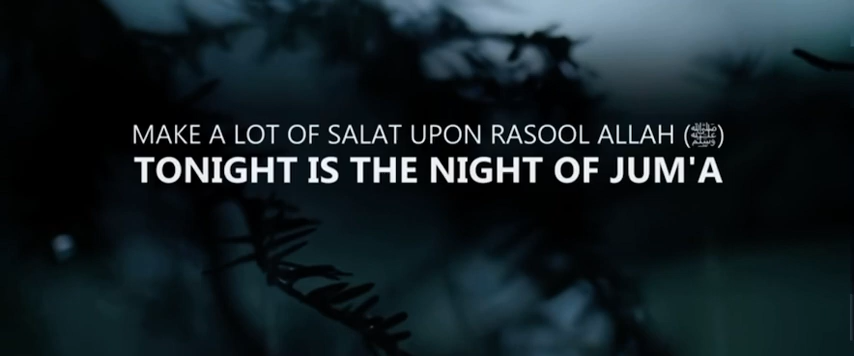 MAKE A LOT OF SALAT UPON RASOOL ALLAH (ﷺ)
TONIGHT IS THE NIGHT OF JUM'A